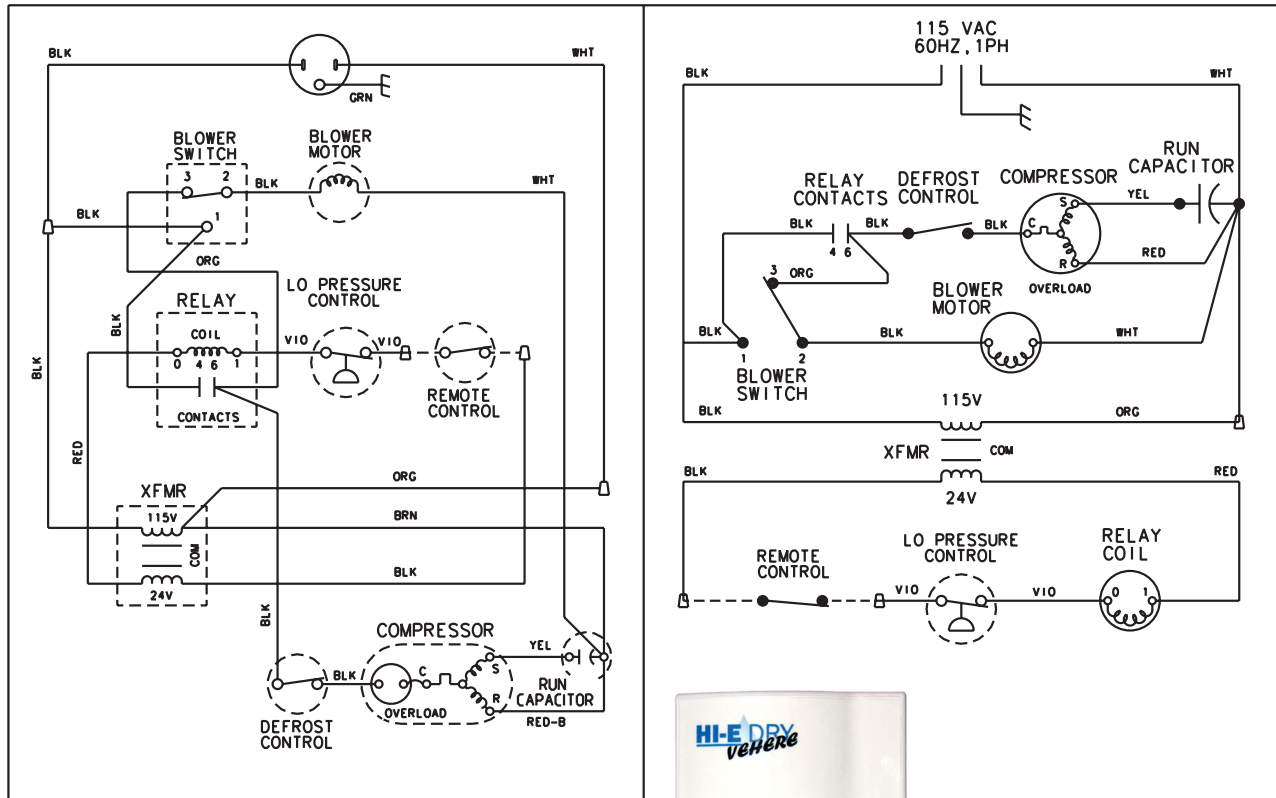 BLK
WHT
GRN
BLOWER
SWITCH
BLOWER
MOTOR
3 2
BLK
WHT
BLK
1
ORG
LO PRESSURE
CONTROL
RELAY
BLK
COIL
VIO
VIO
0 4 6 1
BLK
REMOTE
CONTROL
CONTACTS
RED
ORG
XFMR
115V
BRN
COM
BLK
24V
BLK
COMPRESSOR
YEL
BLK
C
S
RUN
CAPACITOR
R
OVERLOAD
RED-B
DEFROST
CONTROL
115 VAC
60HZ, 1PH
BLK
WHT
RUN
CAPACITOR
RELAY
CONTACTS
DEFROST
CONTROL
COMPRESSOR
S
YEL
BLK
BLK
BLK
C
4 6
R
RED
3
ORG
OVERLOAD
BLOWER
MOTOR
BLK
BLK
WHT
1 2
BLOWER
SWITCH
115V
BLK
ORG
XFMR
COM
BLK
RED
24V
REMOTE
CONTROL
LO PRESSURE
CONTROL
RELAY
COIL
VIO
VIO
0 1
HI-E DRY
VEHERE